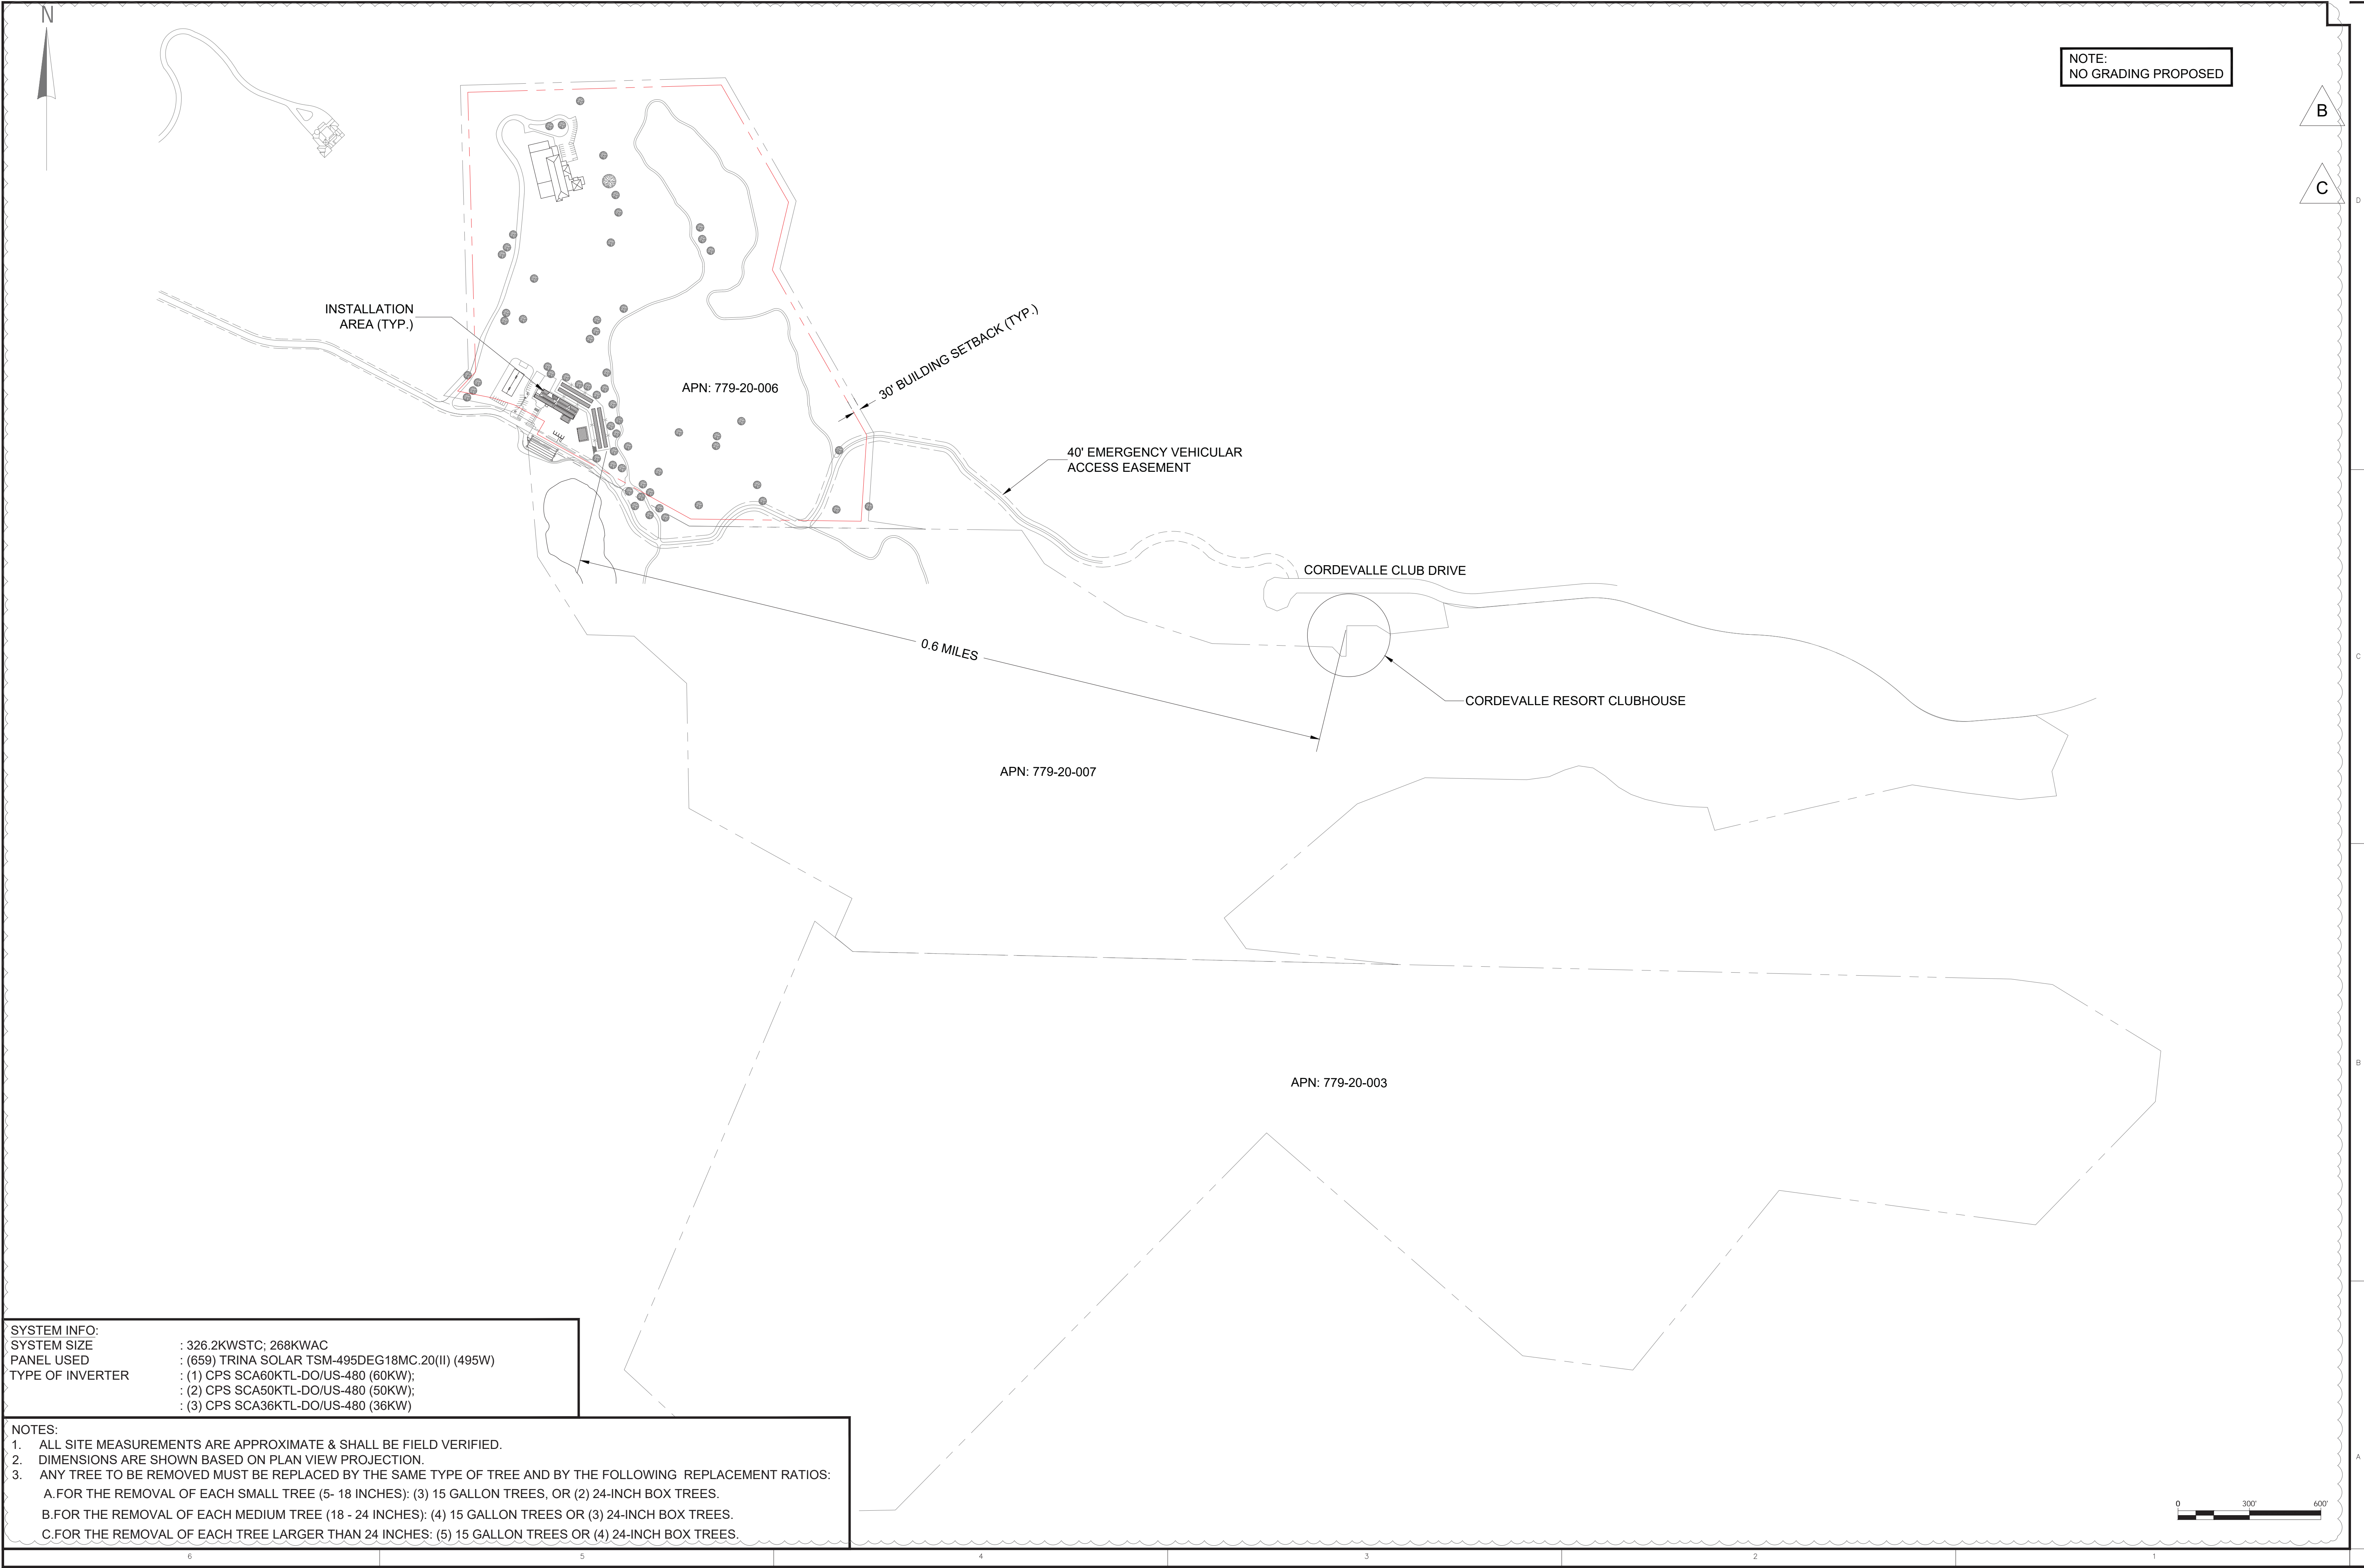 N
NOTE:
NO GRADING PROPOSED
B
C
D
INSTALLATION
AREA (TYP.)
30' BUILDING SETBACK (TYP.)
APN: 779-20-006
40' EMERGENCY VEHICULAR
ACCESS EASEMENT
CORDEVALLE CLUB DRIVE
0.6 MILES
C
CORDEVALLE RESORT CLUBHOUSE
APN: 779-20-007
B
APN: 779-20-003
SYSTEM INFO:
SYSTEM SIZE : 326.2KWSTC; 268KWAC
PANEL USED : (659) TRINA SOLAR TSM-495DEG18MC.20(II) (495W)
TYPE OF INVERTER : (1) CPS SCA60KTL-DO/US-480 (60KW);
: (2) CPS SCA50KTL-DO/US-480 (50KW);
: (3) CPS SCA36KTL-DO/US-480 (36KW)
NOTES:
1. ALL SITE MEASUREMENTS ARE APPROXIMATE & SHALL BE FIELD VERIFIED.
2. DIMENSIONS ARE SHOWN BASED ON PLAN VIEW PROJECTION.
3. ANY TREE TO BE REMOVED MUST BE REPLACED BY THE SAME TYPE OF TREE AND BY THE FOLLOWING REPLACEMENT RATIOS:
A.FOR THE REMOVAL OF EACH SMALL TREE (5- 18 INCHES): (3) 15 GALLON TREES, OR (2) 24-INCH BOX TREES.
B.FOR THE REMOVAL OF EACH MEDIUM TREE (18 - 24 INCHES): (4) 15 GALLON TREES OR (3) 24-INCH BOX TREES.
C.FOR THE REMOVAL OF EACH TREE LARGER THAN 24 INCHES: (5) 15 GALLON TREES OR (4) 24-INCH BOX TREES.
A
0 300' 600'
6 5 4 3 2 1